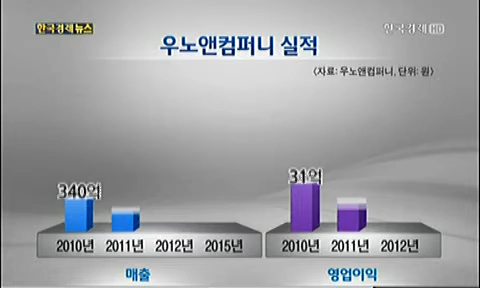 한국경제뉴스
한국경제HD
우노앤컴퍼니 실적
<자료: 우노앤컴퍼니, 단위: 원>
340억
31억
2010년 2011년 2012년 2015년
2010년 2011년 2012년
매출
영업이익